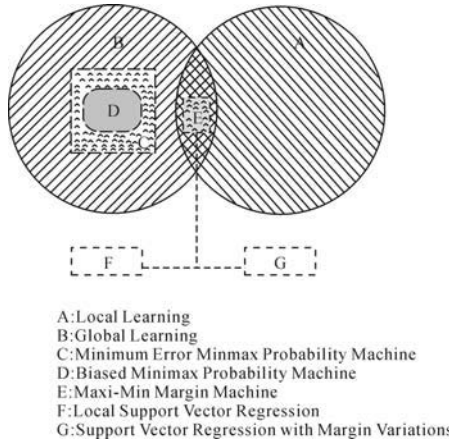 B
A
D
E
C
F
G
A:Local Learning
B:Global Learning
C:Minimum Error Minmax Probability Machine
D:Biased Minimax Probability Machine
E:Maxi-Min Margin Machine
F:Local Support Vector Regression
G:Support Vector Regression with Margin Variations